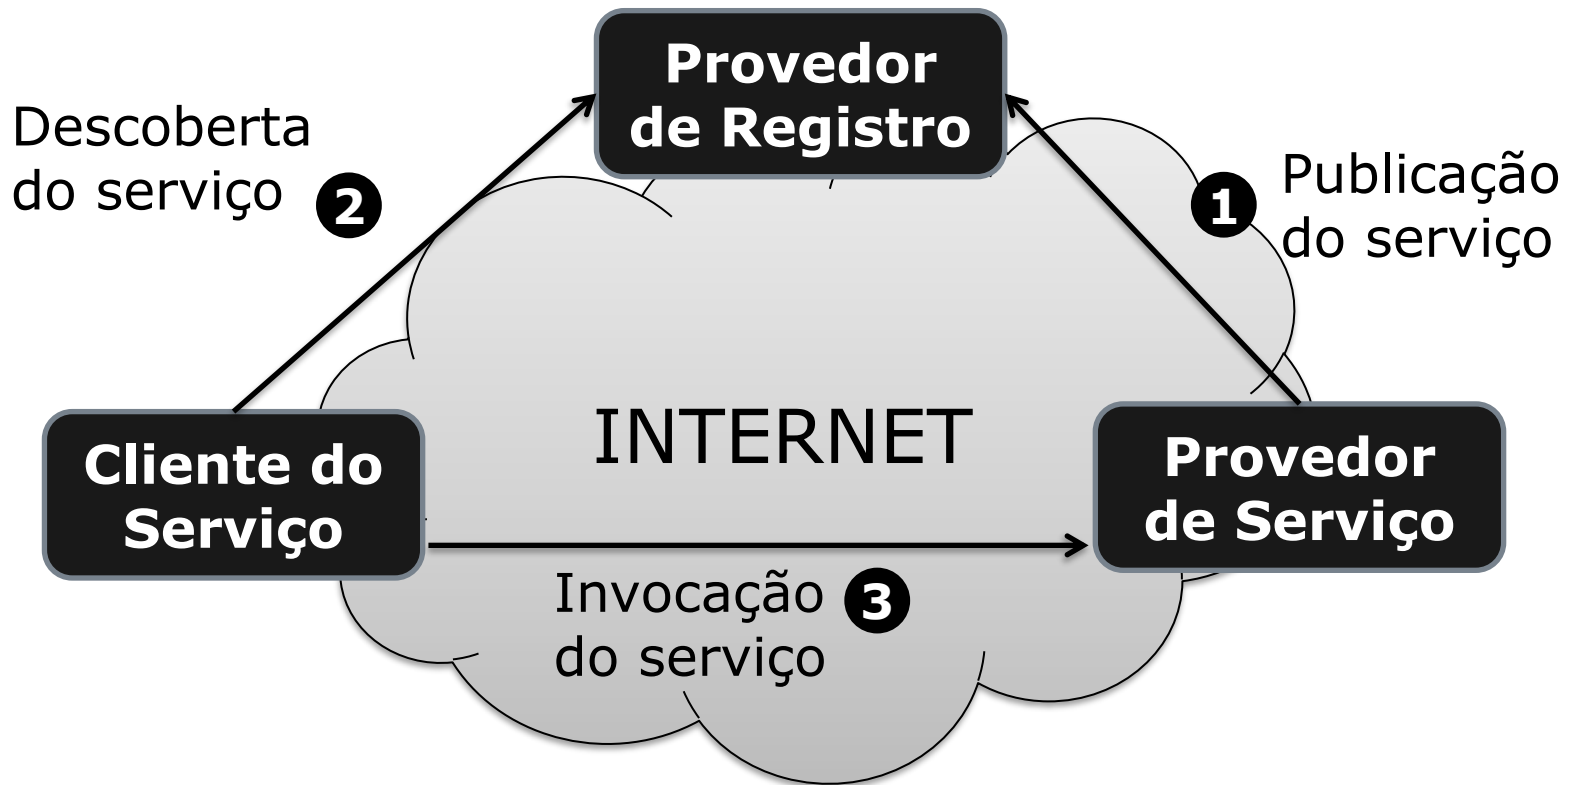 Provedor
de Registro
Descoberta
do serviço 2
1 Publicação
do serviço
INTERNET
Cliente do
Serviço
Provedor
de Serviço
Invocação 3
do serviço